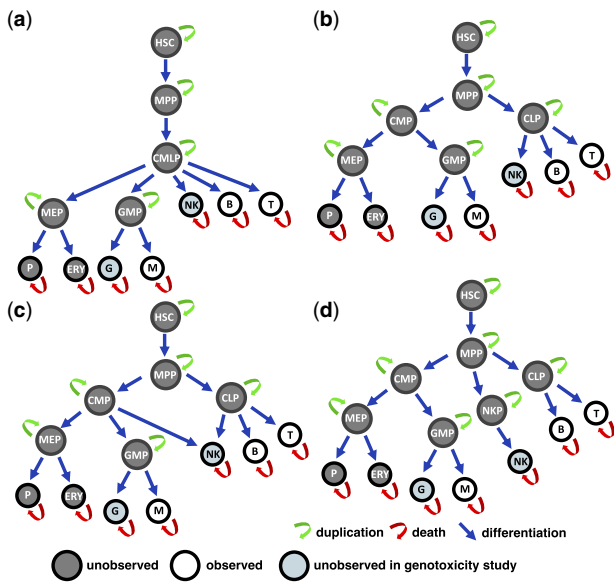 (a)
HSC
MPP
CMLP
MEP
GMP
NK
B
T
P
ERY
G
M
(b)
HSC
MPP
CMP
CLP
MEP
GMP
NK
B
T
P
ERY
G
M
(c)
HSC
MPP
CMP
CLP
MEP
GMP
NK
B
T
P
ERY
G
M
(d)
HSC
MPP
CMP
NKP
CLP
MEP
GMP
NK
B
T
P
ERY
G
M
duplication death differentiation
unobserved observed unobserved in genotoxicity study